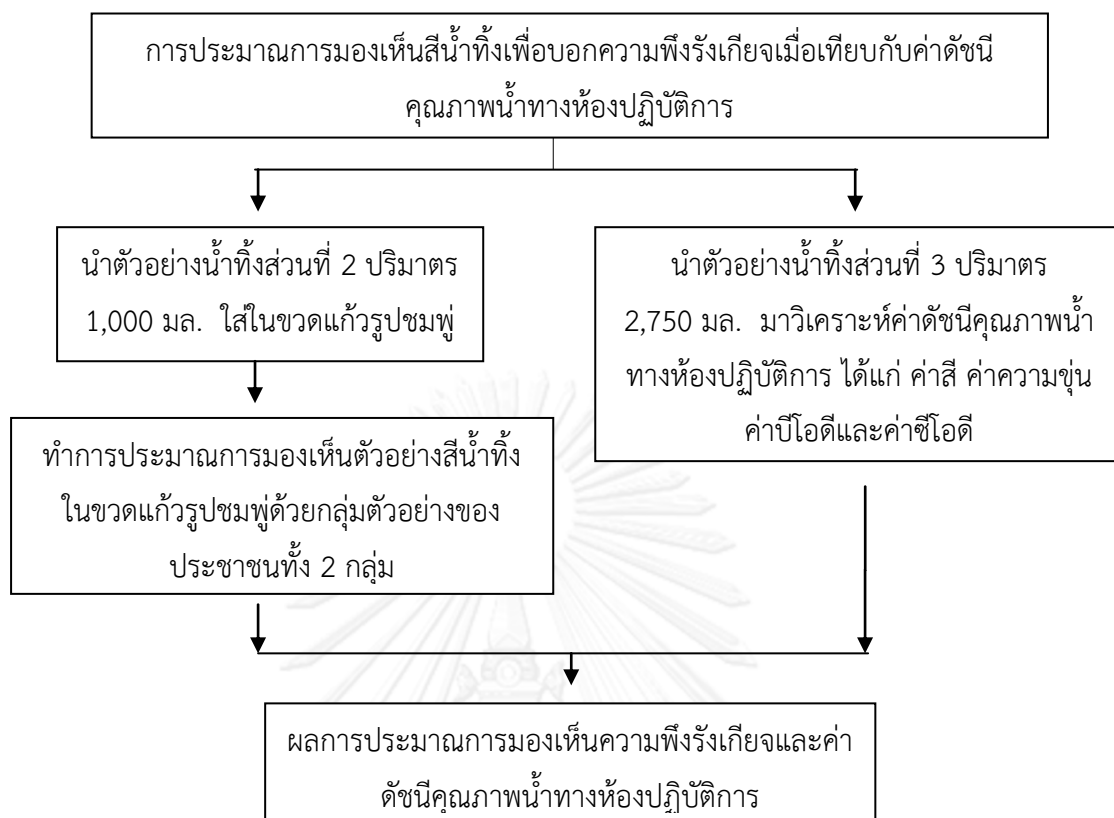 การประมาณการมองเห็นสีน้ำทิ้งเพื่อบอกความพึงรังเกียจเมื่อเทียบกับค่าดัชนี
คุณภาพน้ำทางห้องปฏิบัติการ
นำตัวอย่างน้ำทิ้งส่วนที่ 2 ปริมาตร
1,000 มล. ใส่ในขวดแก้วรูปชมพู่
ทำการประมาณการมองเห็นตัวอย่างสีน้ำทิ้ง
ในขวดแก้วรูปชมพู่ด้วยกลุ่มตัวอย่างของ
ประชาชนทั้ง 2 กลุ่ม
นำตัวอย่างน้ำทิ้งส่วนที่ 3 ปริมาตร
2,750 มล. มาวิเคราะห์ค่าดัชนีคุณภาพน้ำ
ทางห้องปฏิบัติการ ได้แก่ ค่าสี ค่าความขุ่น
ค่าบีโอดีและค่าซีโอดี
ผลการประมาณการมองเห็นความพึงรังเกียจและค่า
ดัชนีคุณภาพน้ำทางห้องปฏิบัติการ